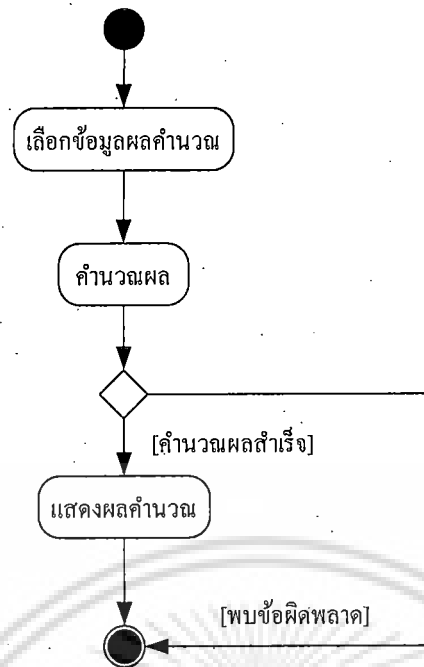 เลือกข้อมูลผลคำนวณ
คำนวณผล
[คำนวณผลสำเร็จ]
แสดงผลคำนวณ
[พบข้อผิดพลาด]